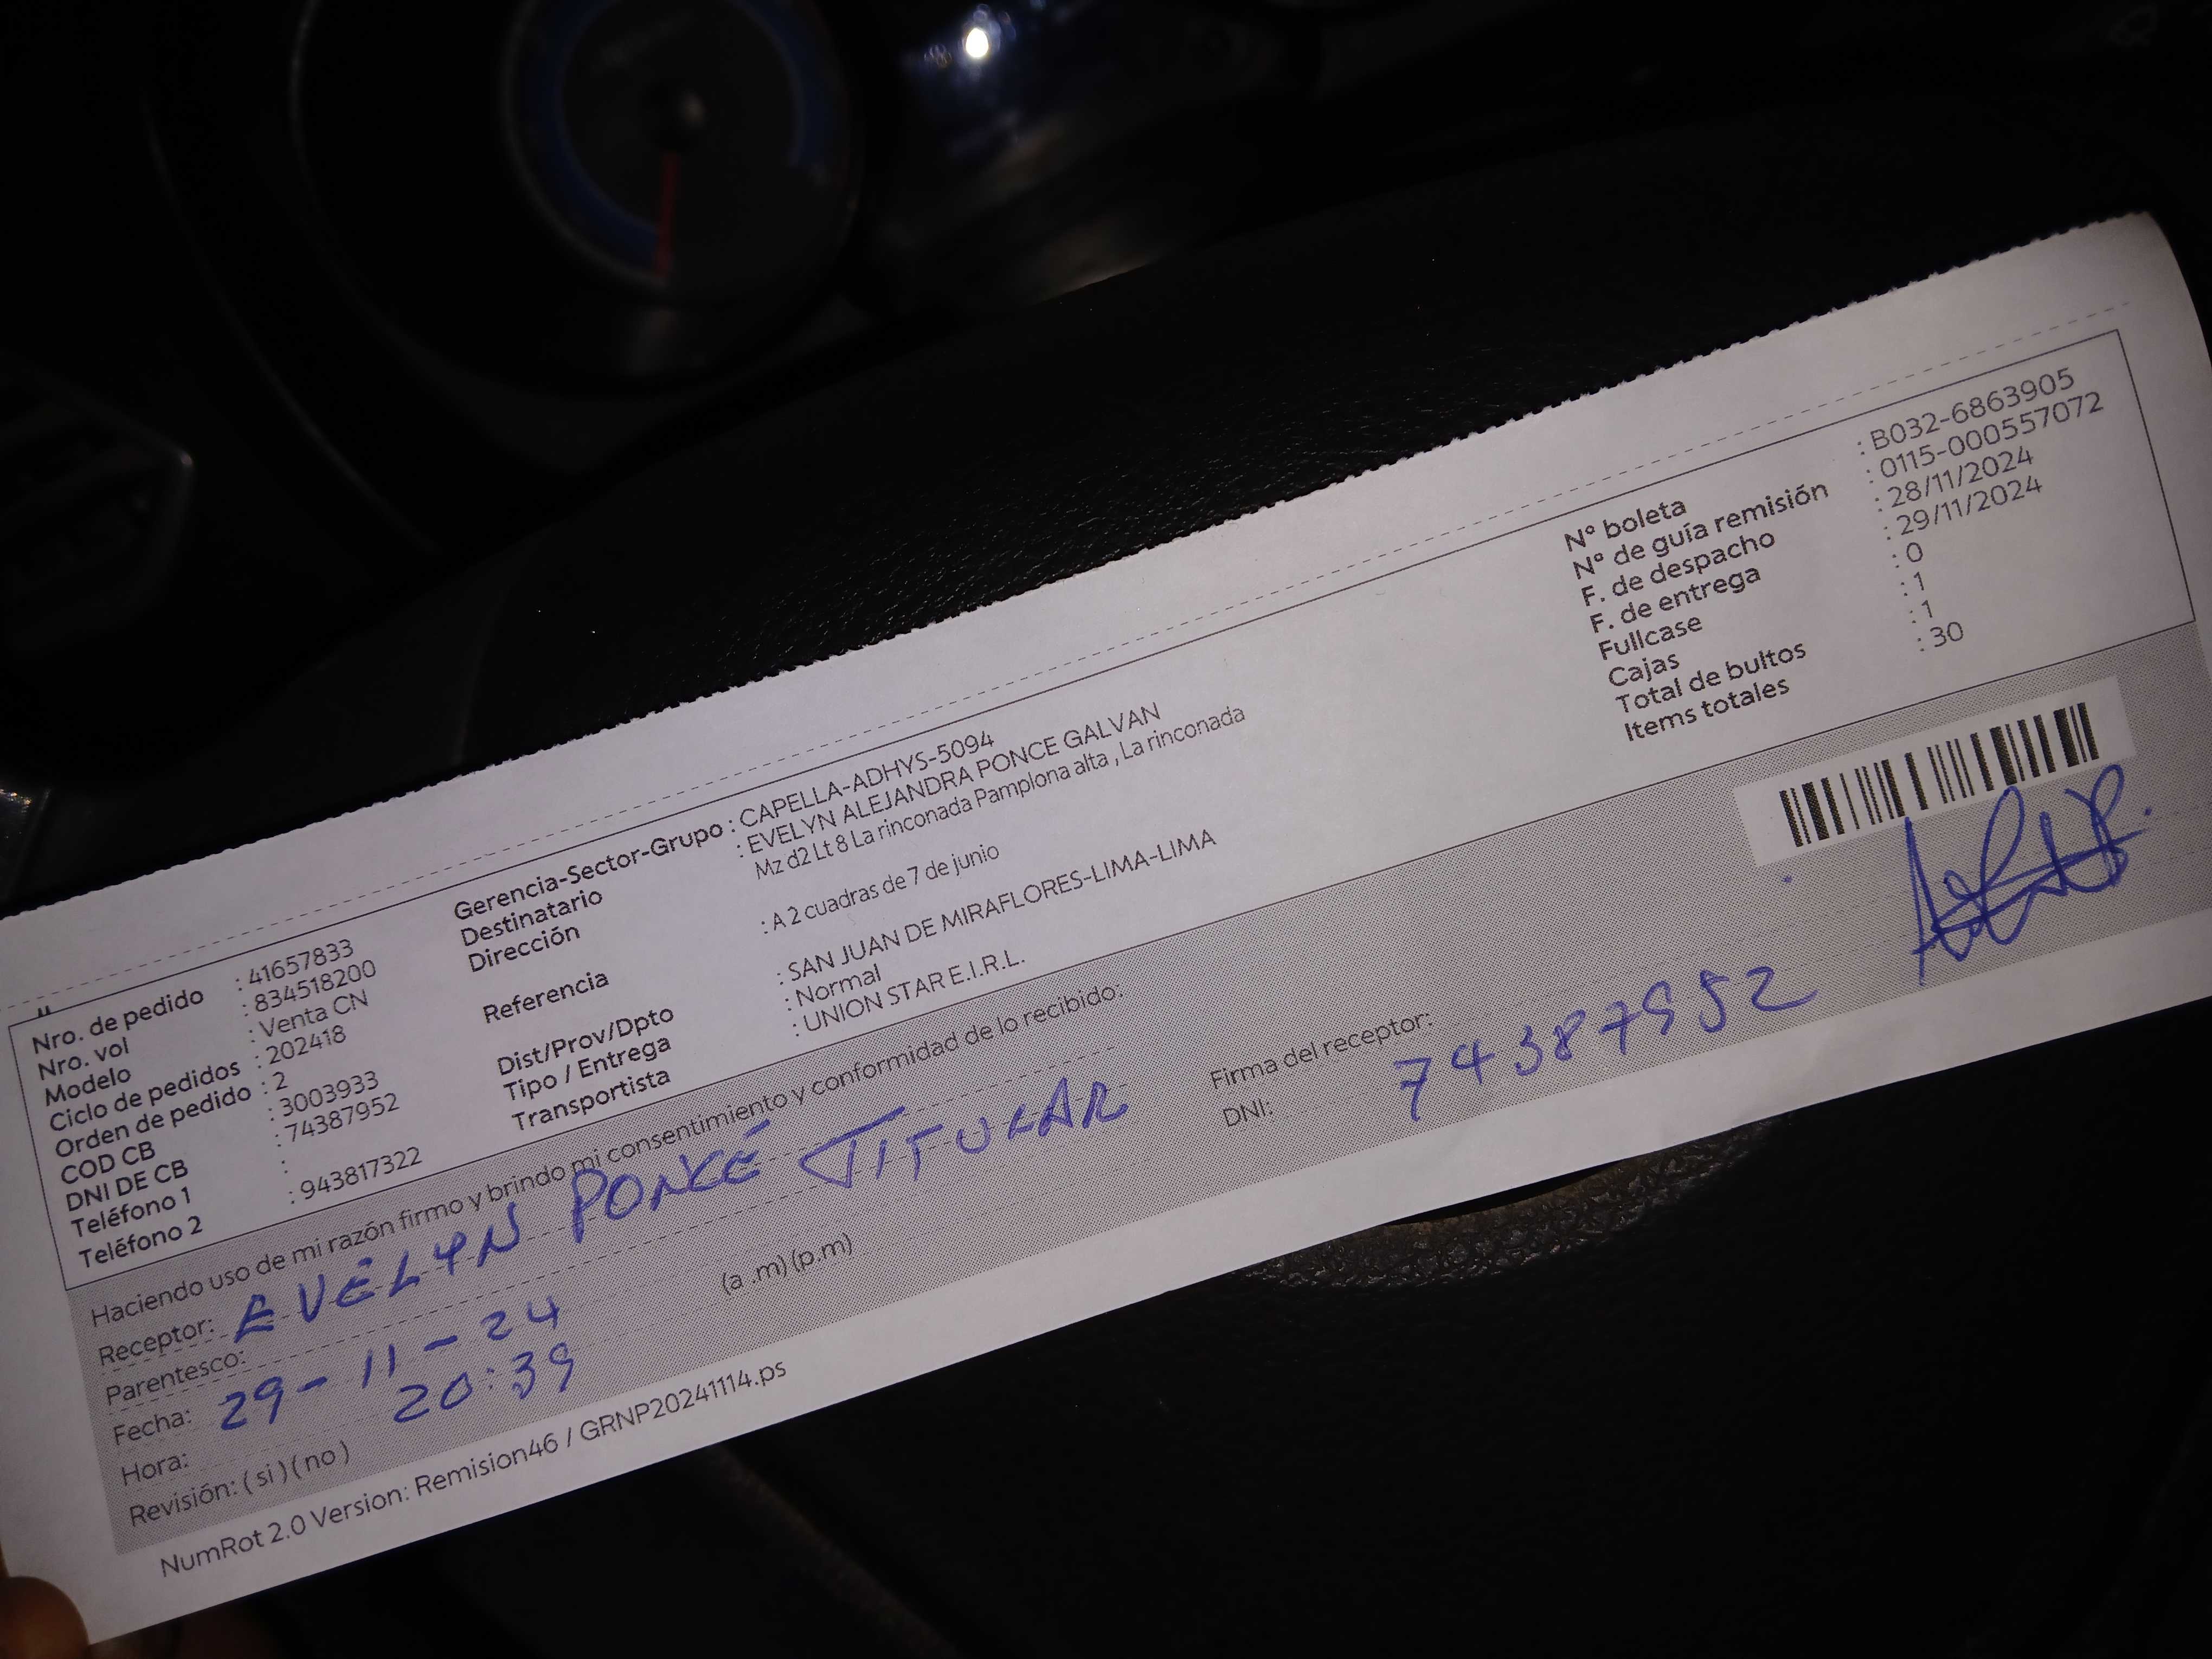 Nro. de pedido : 41657833
Nro. vol : 834518200
Modelo : Venta CN
Ciclo de pedidos : 202418
Orden de pedido : 2
COD CB : 3003933
DNI DE CB : 74387952
Teléfono 1 :
Teléfono 2 : 943817322
Gerencia-Sector-Grupo : CAPELLA-ADHYS-5094
Destinatario : EVELYN ALEJANDRA PONCE GALVAN
Dirección Mz d2 Lt 8 La rinconada Pamplona alta , La rinconada
Referencia : A 2 cuadras de 7 de junio
Dist/Prov/Dpto : SAN JUAN DE MIRAFLORES-LIMA-LIMA
Tipo / Entrega : Normal
Transportista : UNION STAR E.I.R.L.
N° boleta : B032-6863905
N° de guía remisión : 0115-000557072
F. de despacho : 28/11/2024
F. de entrega : 29/11/2024
Fullcase : 0
Cajas : 1
Total de bultos : 1
Items totales : 30
Haciendo uso de mi razón firmo y brindo mi consentimiento y conformidad de lo recibido:
Receptor: EVELYN PONCE TITULAR
Parentesco:
Fecha: 29-11-24
Hora: 20:39 (a .m) (p.m)
Revisión: ( si ) ( no )
Firma del receptor:
DNI: 74387952
NumRot 2.0 Version: Remision46 / GRNP20241114.ps